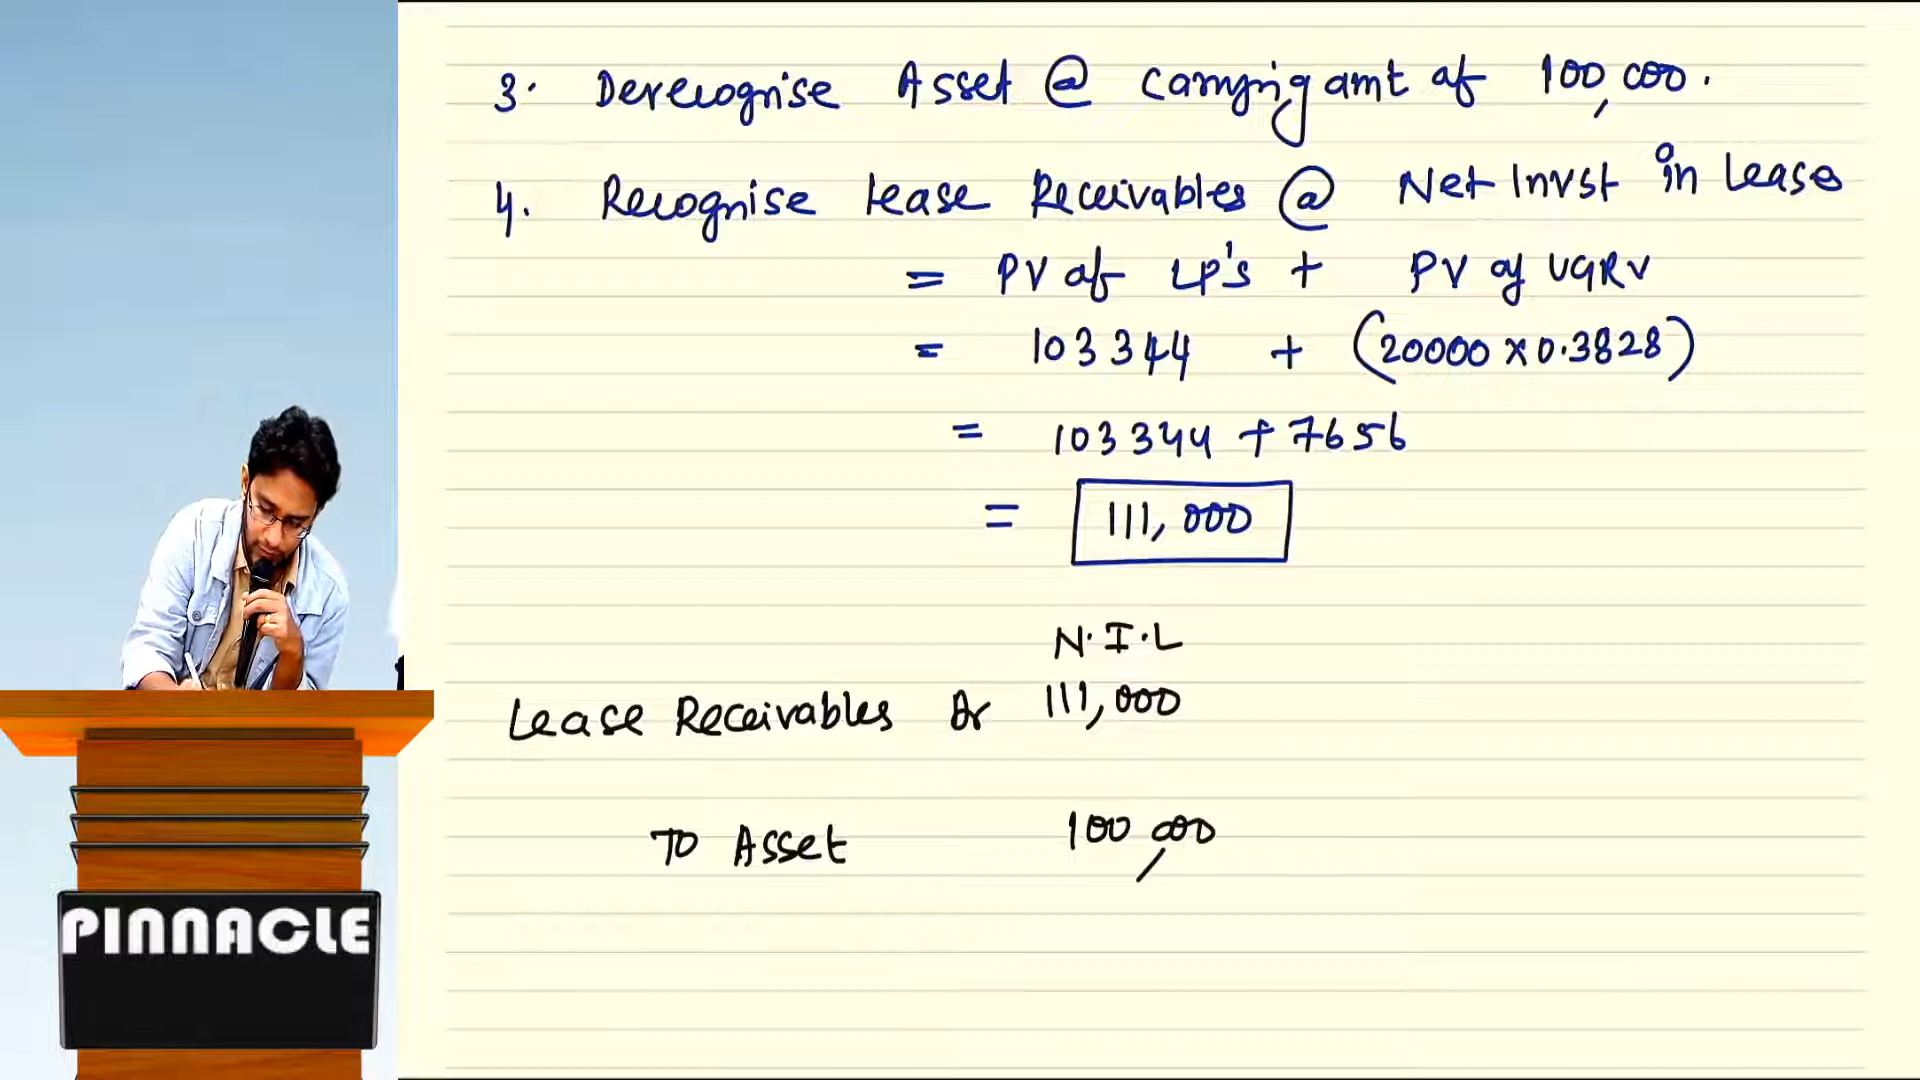 3. Derecognise Asset @ carrying amt of 100,000.
4. Recognise Lease Receivables @ Net Invst in Lease
= PV of LP's + PV of UGRV
= 103344 + (20000 x 0.3828)
= 103344 + 7656
= 111,000
N.I.L
Lease Receivables Dr 111,000
To Asset 100,000
PINNACLE